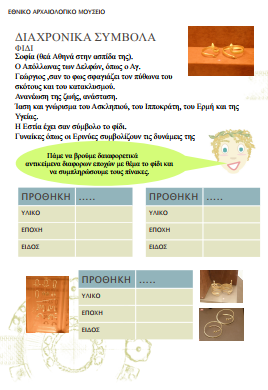 ΕΘΝΙΚΟ ΑΡΧΑΙΟΛΟΓΙΚΟ ΜΟΥΣΕΙΟ
ΔΙΑΧΡΟΝΙΚΑ ΣΥΜΒΟΛΑ
ΦΙΔΙ
Σοφία (θεά Αθηνά στην ασπίδα της).
Ο Απόλλωνας των Δελφών, όπως ο Αγ.
Γεώργιος ,σαν το φως σφαγιάζει τον πύθωνα του
σκότους και του κατακλυσμού.
Ανανέωση της ζωής, ανάσταση.
Ίαση και γνώρισμα του Ασκληπιού, του Ιπποκράτη, του Ερμή και της
Υγείας.
Η Εστία έχει σαν σύμβολο το φίδι.
Γυναίκες όπως οι Ερινύες συμβολίζουν τις δυνάμεις της
Πάμε να βρούμε διαφορετικά
αντικείμενα διαφορων εποχών με θέμα το φίδι και
να συμπληρώσουμε τους πίνακες.
ΠΡΟΘΗΚΗ .....
ΥΛΙΚΟ
ΕΠΟΧΗ
ΕΙΔΟΣ
ΠΡΟΘΗΚΗ .....
ΥΛΙΚΟ
ΕΠΟΧΗ
ΕΙΔΟΣ
ΠΡΟΘΗΚΗ .....
ΥΛΙΚΟ
ΕΠΟΧΗ
ΕΙΔΟΣ